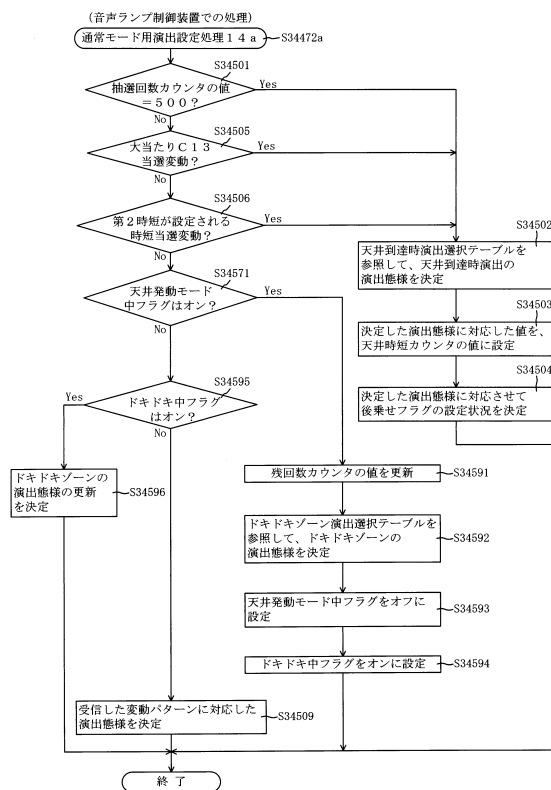 (音声ランプ制御装置での処理)
通常モード用演出設定処理14a
S34472a
S34501
抽選回数カウンタの値
=500?
Yes
No
S34505
大当たりC13
当選変動?
Yes
No
S34506
第2時短が設定される
時短当選変動?
Yes
No
S34502
天井到達時演出選択テーブルを
参照して、天井到達時演出の
演出態様を決定
S34571
天井発動モード
中フラグはオン?
Yes
No
S34503
決定した演出態様に対応した値を、
天井時短カウンタの値に設定
S34504
決定した演出態様に対応させて
後乗せフラグの設定状況を決定
S34595
ドキドキ中フラグ
はオン?
Yes
No
ドキドキゾーンの
演出態様の更新
を決定
S34596
残回数カウンタの値を更新
S34591
ドキドキゾーン演出選択テーブルを
参照して、ドキドキゾーンの
演出態様を決定
S34592
天井発動モード中フラグをオフに
設定
S34593
ドキドキ中フラグをオンに設定
S34594
受信した変動パターンに対応した
演出態様を決定
S34509
終了